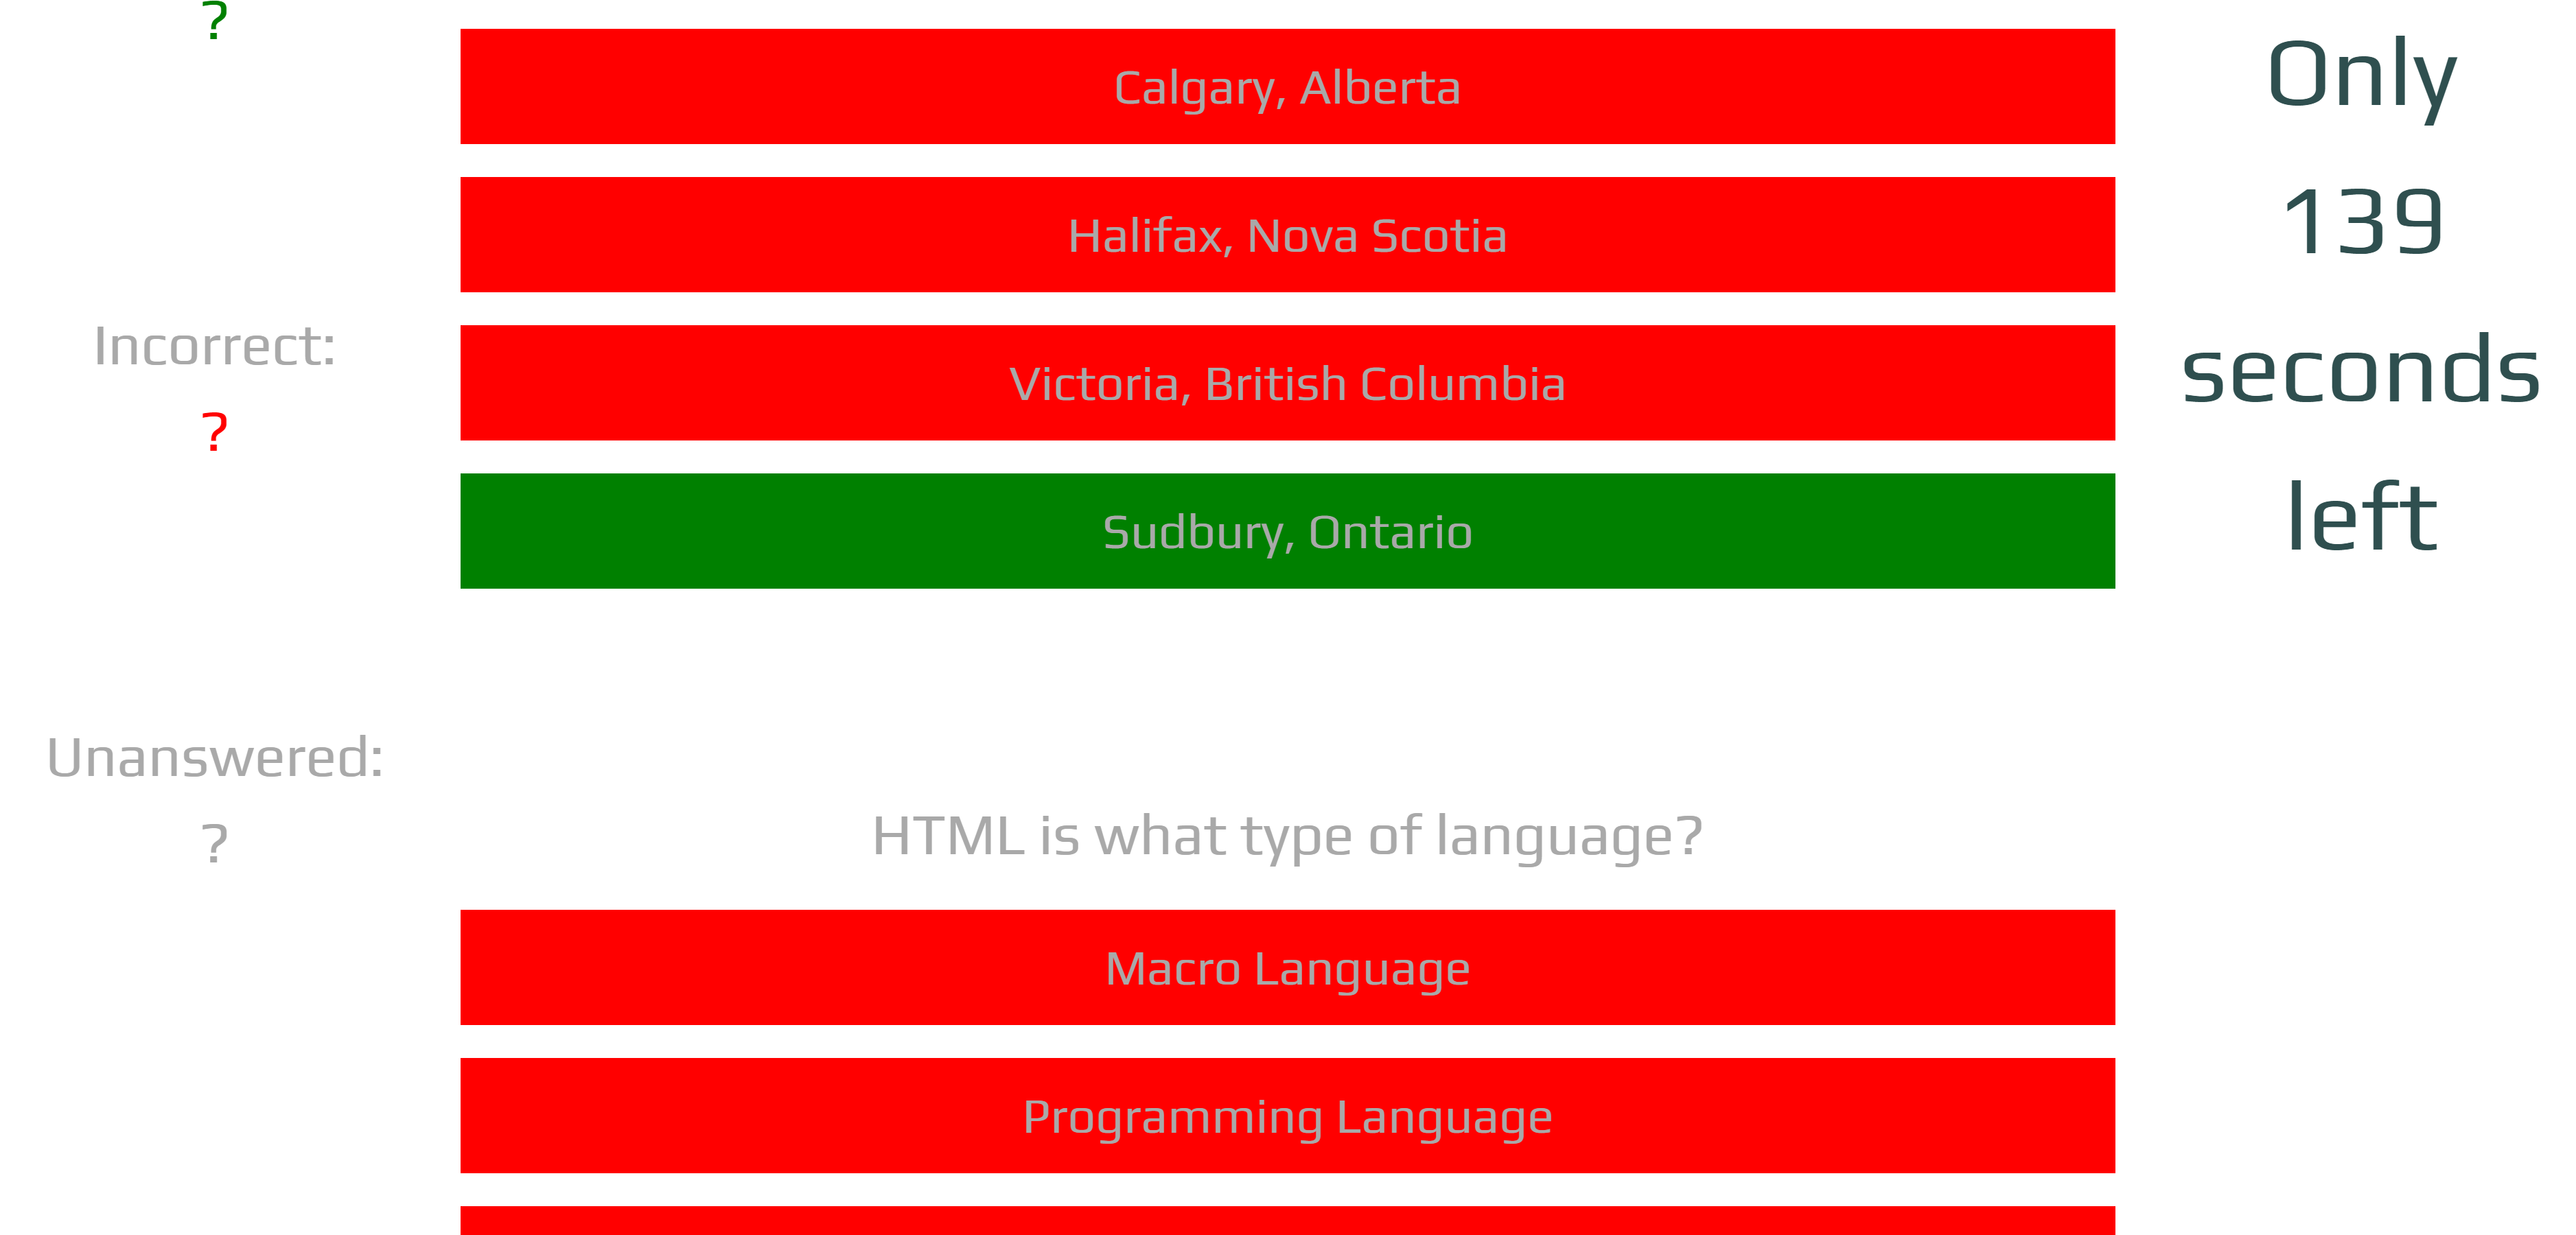 ?
Incorrect:
?
Unanswered:
?
Calgary, Alberta
Halifax, Nova Scotia
Victoria, British Columbia
Sudbury, Ontario
HTML is what type of language?
Macro Language
Programming Language
Only
139
seconds
left